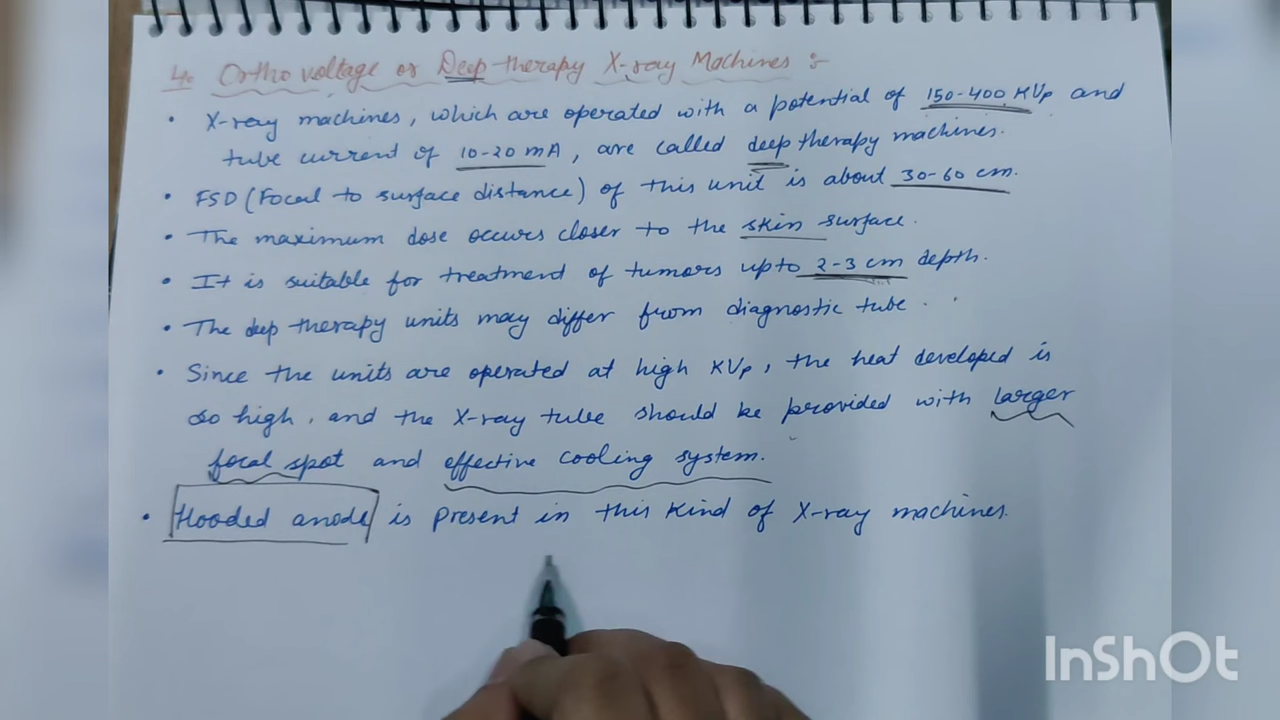 4. Ortho voltage or Deep therapy X-ray Machines :-
• X-ray machines, which are operated with a potential of 150-400 KVp and
tube current of 10-20 mA, are called deep therapy machines.
• FSD (Focal to surface distance) of this unit is about 30-60 cm.
• The maximum dose occurs closer to the skin surface.
• It is suitable for treatment of tumors upto 2-3 cm depth.
• The deep therapy units may differ from diagnostic tube.
• Since the units are operated at high KVp, the heat developed is
so high, and the X-ray tube should be provided with larger
focal spot and effective cooling system.
• Hooded anode is present in this kind of X-ray machines.
InShOt